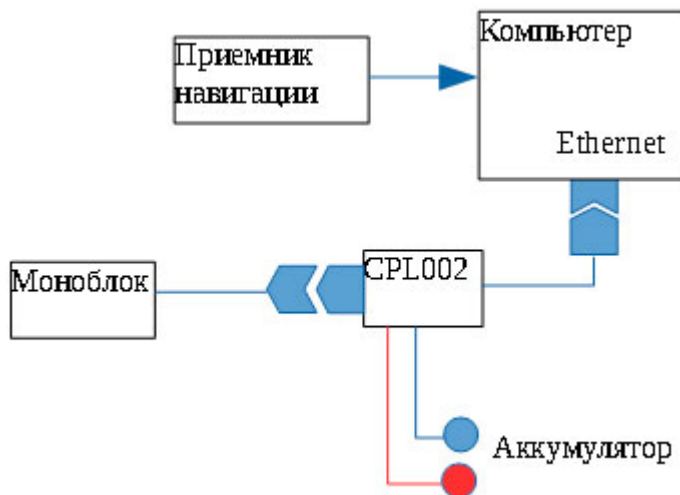 Приемник
навигации
Компьютер
Ethernet
Моноблок
CPL002
Аккумулятор